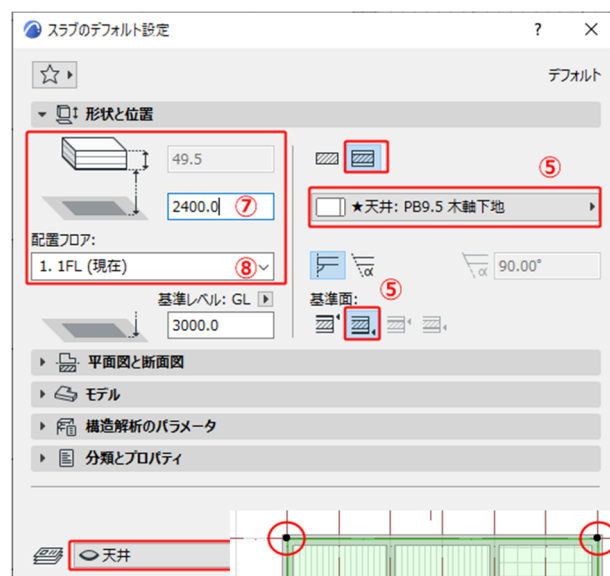 スラブのデフォルト設定 ? ×
デフォルト
形状と位置
49.5
2400.0 ⑦
配置フロア:
1. 1FL (現在) ⑧
基準レベル: GL
3000.0
⑤
★天井: PB9.5 木軸下地
α α 90.00°
⑤
基準面:
平面図と断面図
モデル
構造解析のパラメータ
分類とプロパティ
天井